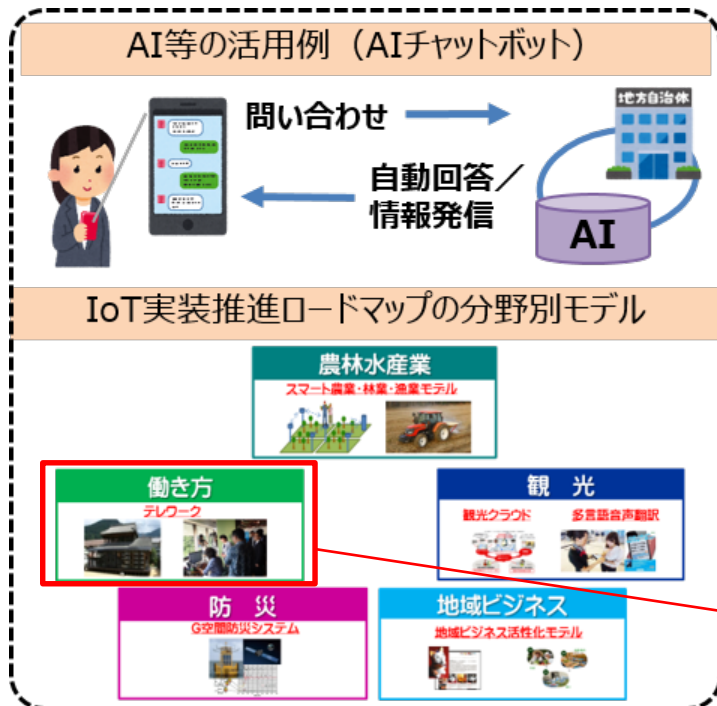 AI等の活用例（AIチャットボット）
問い合わせ
地方自治体
自動回答／
情報発信
AI
IoT実装推進ロードマップの分野別モデル
農林水産業
スマート農業・林業・漁業モデル
働き方
テレワーク
観　光
観光クラウド　多言語音声翻訳
防　災
G空間防災システム
地域ビジネス
地域ビジネス活性化モデル